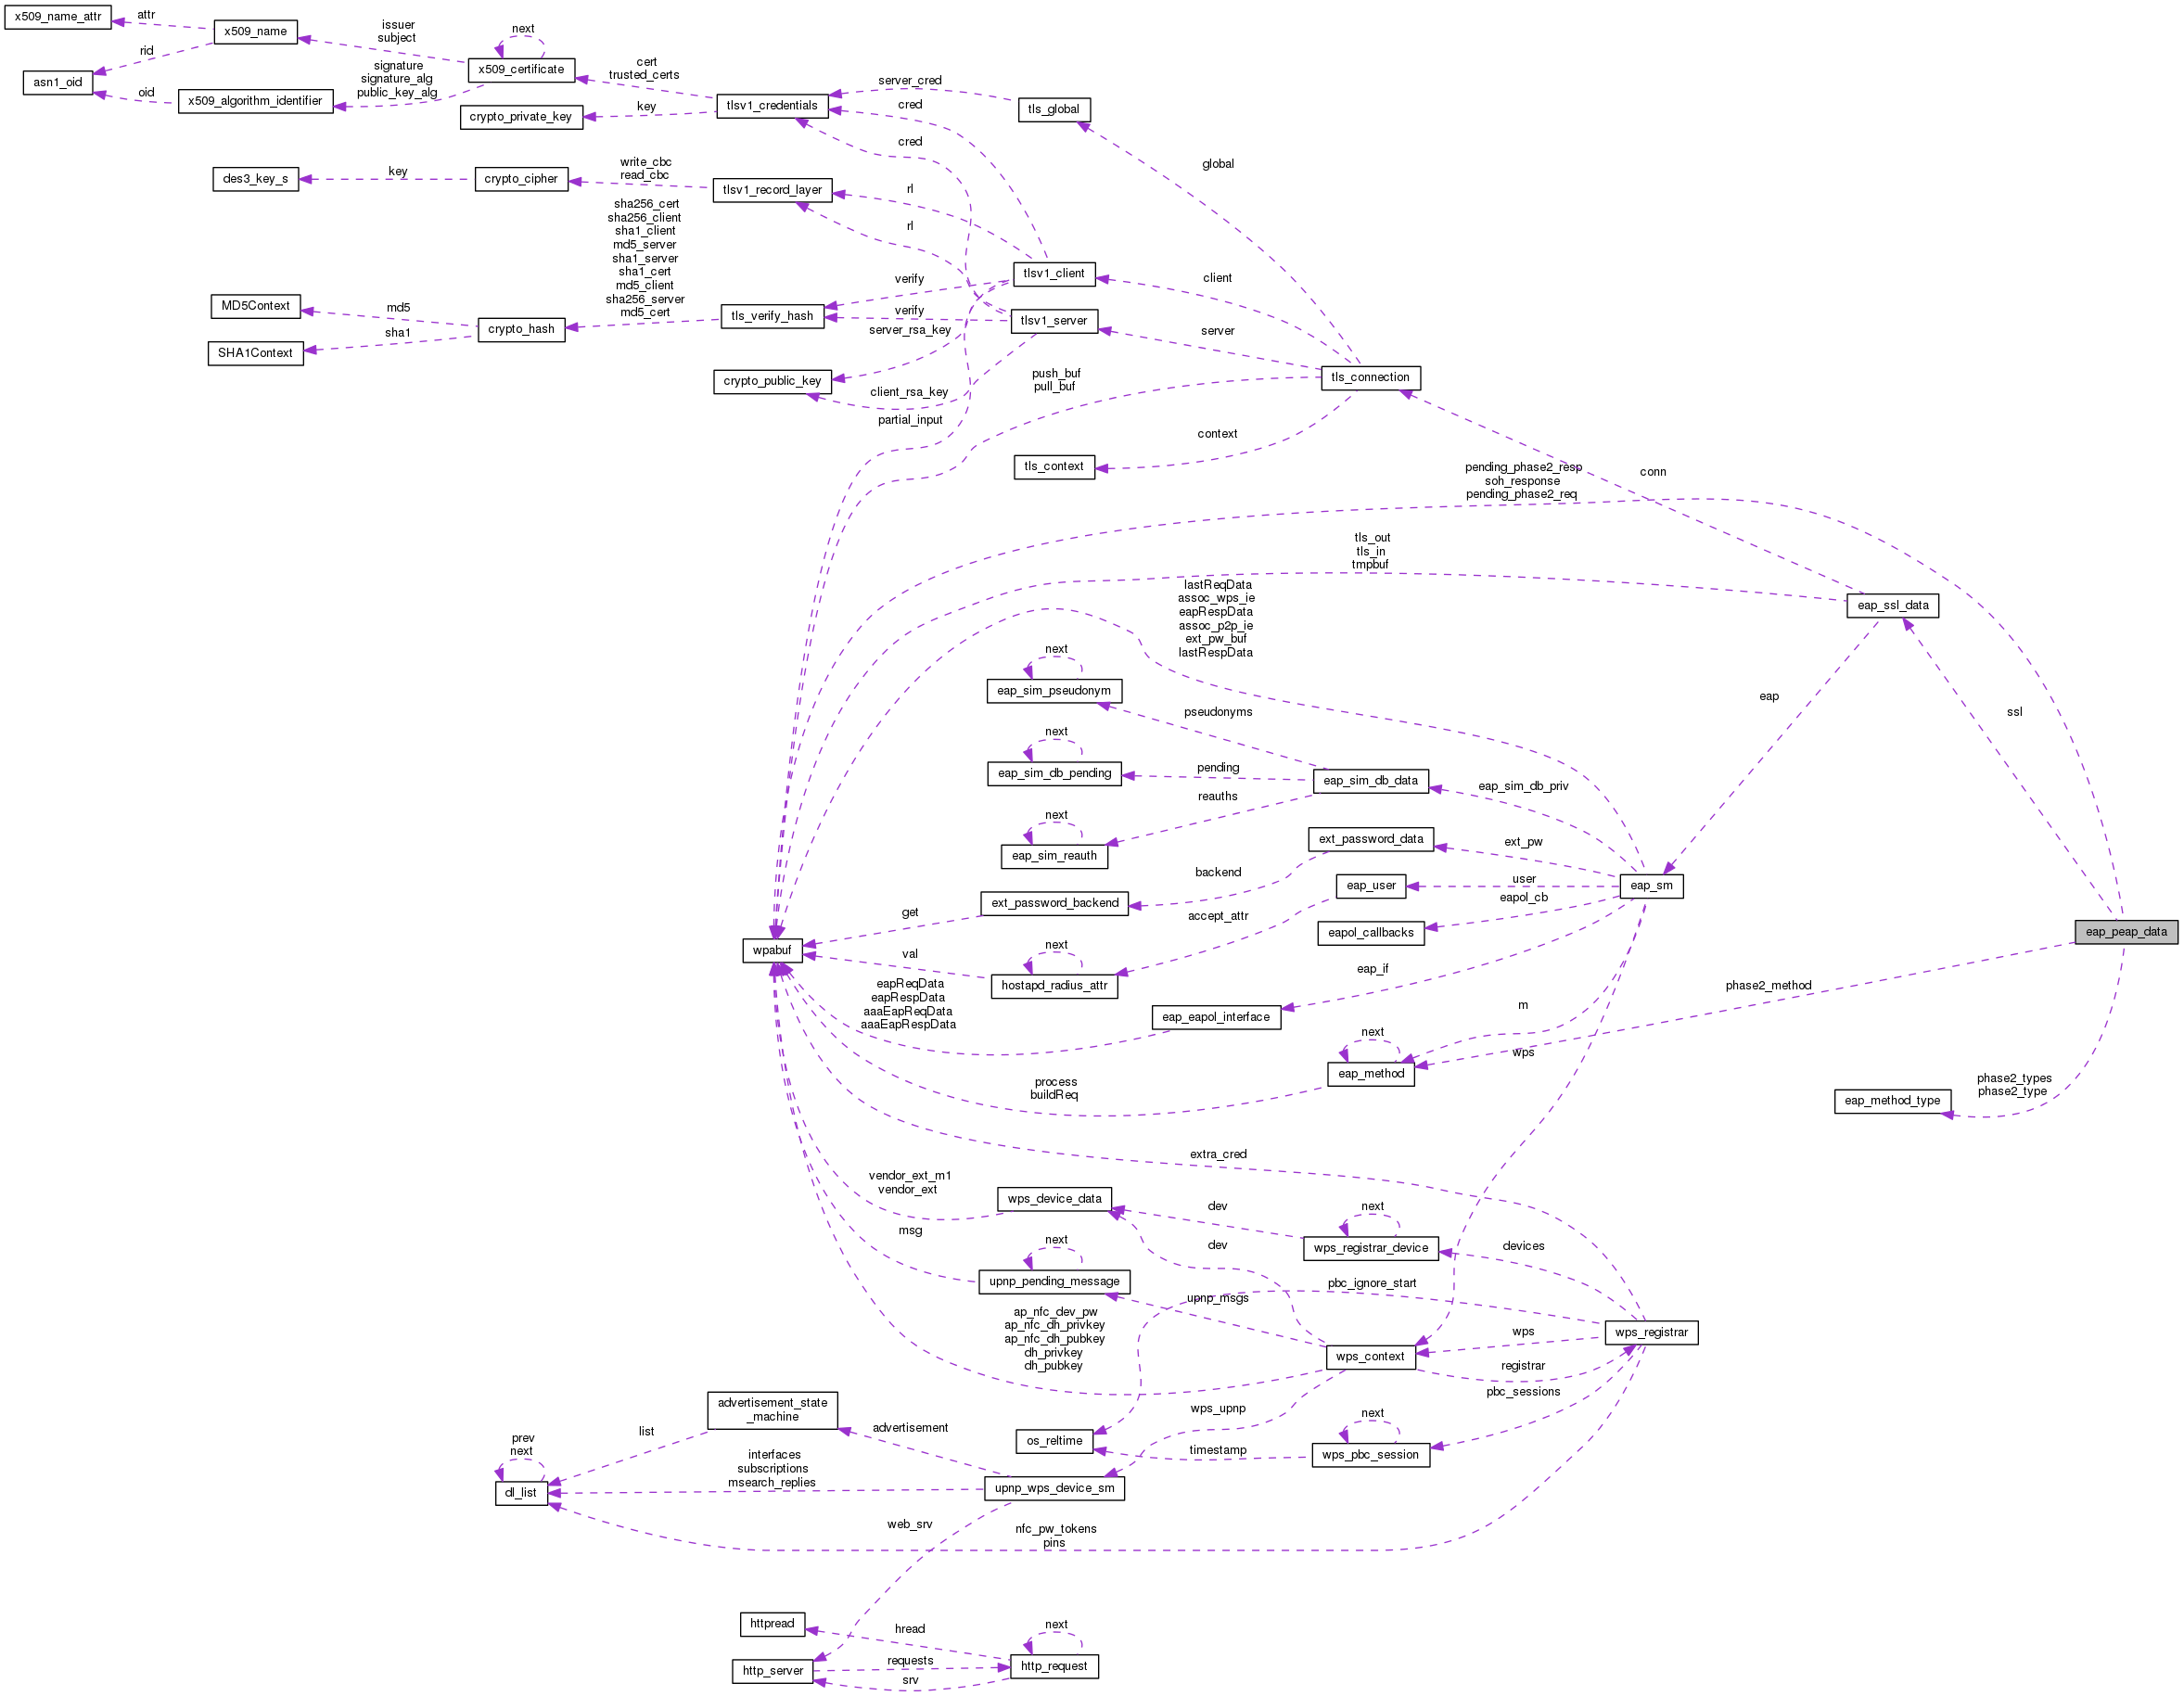 x509_name_attr
attr
x509_name
rid
asn1_oid
oid
issuer
subject
next
x509_certificate
signature
signature_alg
public_key_alg
x509_algorithm_identifier
cert
trusted_certs
key
crypto_private_key
tlsv1_credentials
server_cred
cred
tls_global
cred
global
des3_key_s
key
crypto_cipher
write_cbc
read_cbc
tlsv1_record_layer
rl
rl
sha256_cert
sha256_client
sha1_client
md5_server
sha1_server
sha1_cert
md5_client
sha256_server
md5_cert
MD5Context
md5
sha1
SHA1Context
crypto_hash
tls_verify_hash
verify
verify
server_rsa_key
tlsv1_client
tlsv1_server
client
server
crypto_public_key
client_rsa_key
partial_input
push_buf
pull_buf
tls_connection
context
tls_context
pending_phase2_resp
soh_response
pending_phase2_req
conn
tls_out
tls_in
tmpbuf
lastReqData
assoc_wps_ie
eapRespData
assoc_p2p_ie
ext_pw_buf
lastRespData
eap_ssl_data
next
eap_sim_pseudonym
pseudonyms
eap
ssl
next
eap_sim_db_pending
pending
eap_sim_db_data
eap_sim_db_priv
reauths
next
eap_sim_reauth
ext_password_data
ext_pw
backend
eap_user
user
eap_sm
eapol_cb
ext_password_backend
get
accept_attr
eapol_callbacks
eap_peap_data
wpabuf
val
next
hostapd_radius_attr
eap_if
eapReqData
eapRespData
aaaEapReqData
aaaEapRespData
eap_eapol_interface
phase2_method
m
next
eap_method
wps
process
buildReq
phase2_types
phase2_type
eap_method_type
extra_cred
vendor_ext_m1
vendor_ext
wps_device_data
dev
next
wps_registrar_device
devices
msg
dev
next
upnp_pending_message
upnp_msgs
pbc_ignore_start
ap_nfc_dev_pw
ap_nfc_dh_privkey
ap_nfc_dh_pubkey
dh_privkey
dh_pubkey
wps_context
wps
registrar
wps_registrar
pbc_sessions
advertisement_state
_machine
advertisement
wps_upnp
os_reltime
timestamp
next
wps_pbc_session
list
prev
next
dl_list
interfaces
subscriptions
msearch_replies
upnp_wps_device_sm
web_srv
nfc_pw_tokens
pins
httpread
hread
next
http_request
http_server
requests
srv